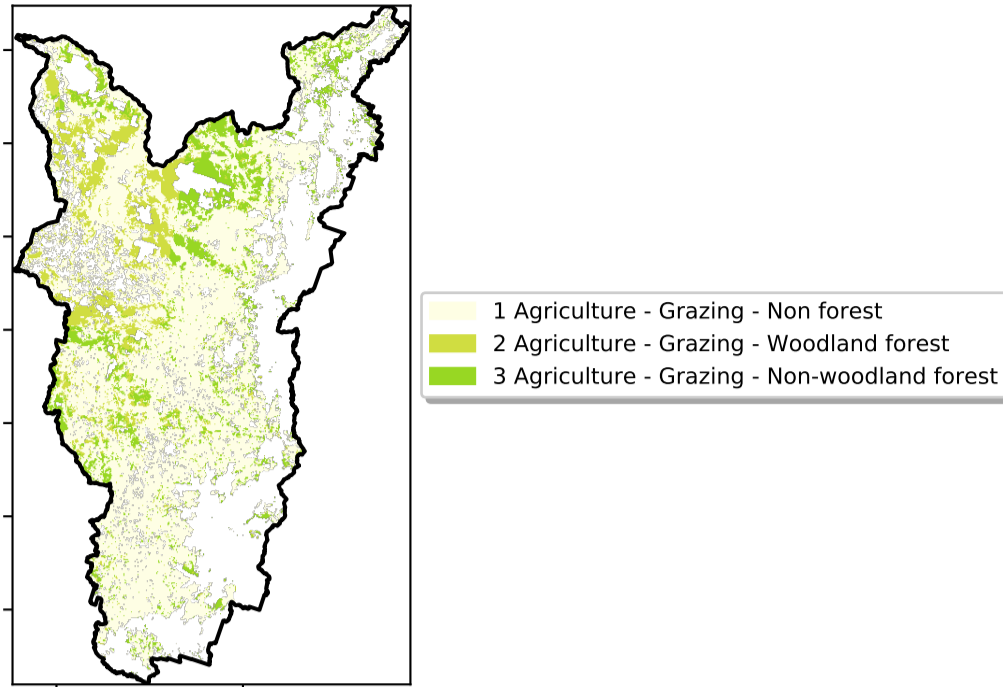 1 Agriculture - Grazing - Non forest
2 Agriculture - Grazing - Woodland forest
3 Agriculture - Grazing - Non-woodland forest